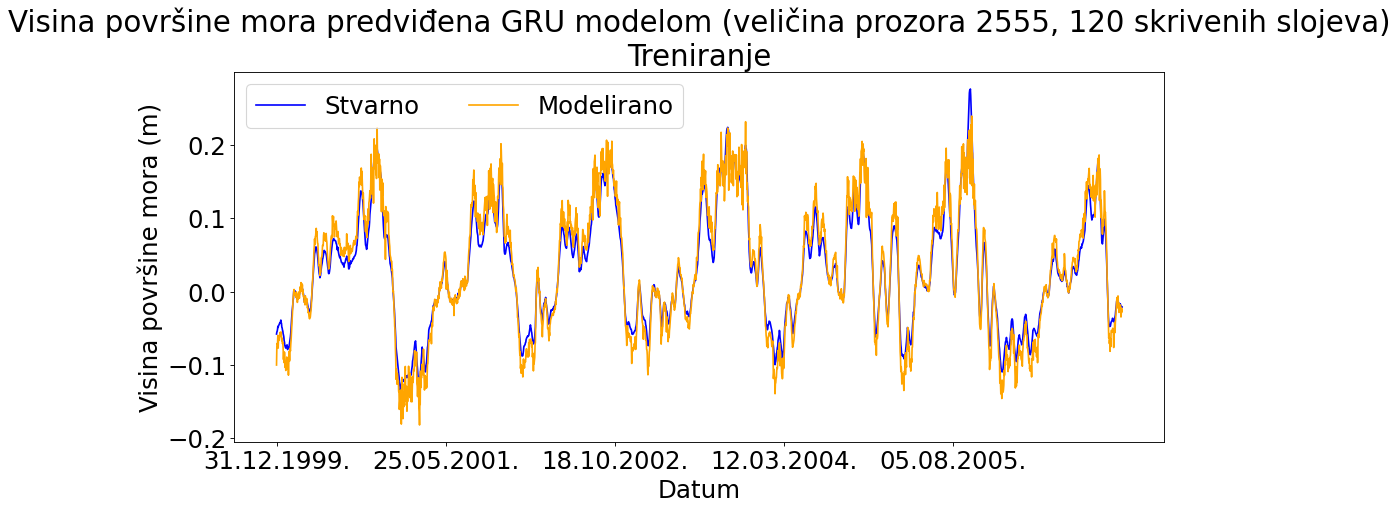 Visina površine mora predviđena GRU modelom (veličina prozora 2555, 120 skrivenih slojeva)
Treniranje
Stvarno
Modelirano
Visina površine mora (m)
0.2
0.1
0.0
−0.1
−0.2
31.12.1999.
25.05.2001.
18.10.2002.
12.03.2004.
05.08.2005.
Datum